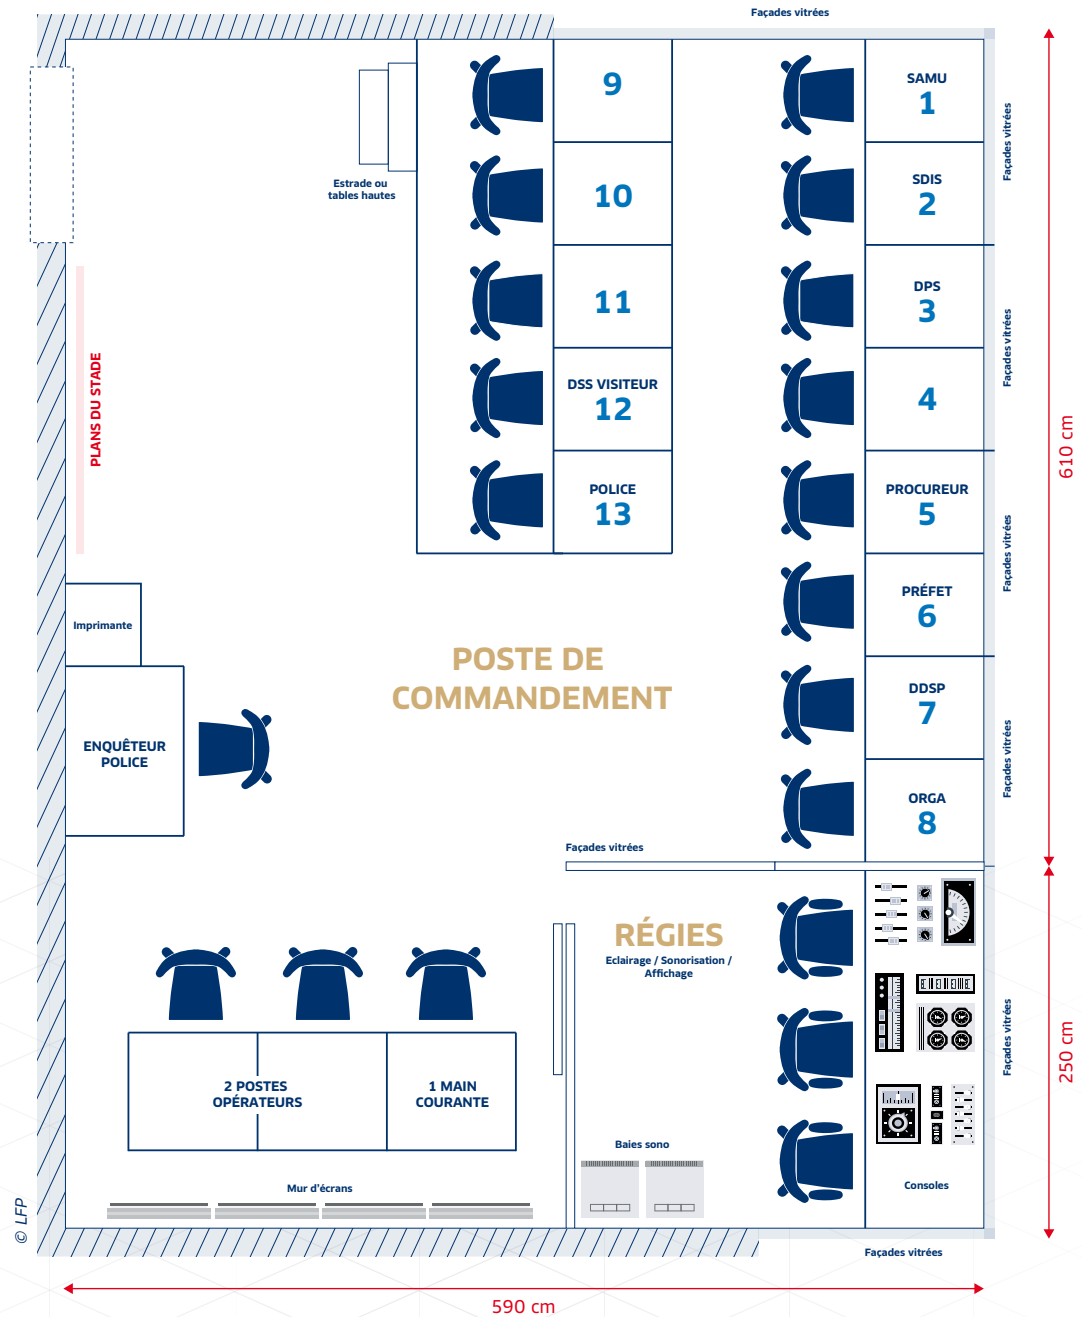 Façades vitrées
9
SAMU
1
Façades vitrées
Estrade ou
tables hautes
10
SDIS
2
11
DPS
3
Façades vitrées
PLANS DU STADE
DSS VISITEUR
12
4
610 cm
POLICE
13
PROCUREUR
5
Façades vitrées
Imprimante
PRÉFET
6
POSTE DE
COMMANDEMENT
DDSP
7
Façades vitrées
ENQUÊTEUR
POLICE
ORGA
8
Façades vitrées
RÉGIES
Eclairage / Sonorisation /
Affichage
Façades vitrées
250 cm
2 POSTES
OPÉRATEURS
1 MAIN
COURANTE
Baies sono
Mur d'écrans
Consoles
© LFP
Façades vitrées
590 cm